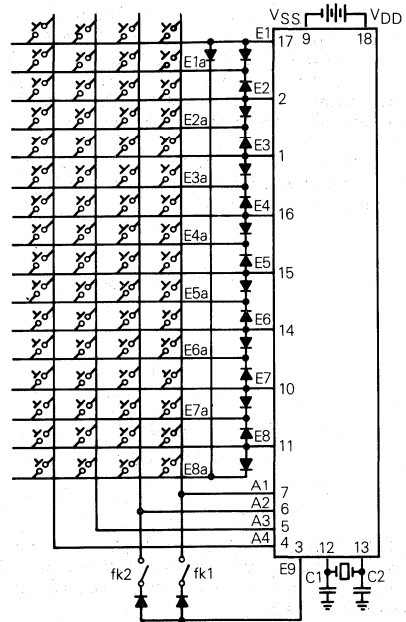 VSS VDD
E1 17 9 18
E1a
E2 2
E2a
E3 1
E3a
E4 16
E4a
E5 15
E5a
E6 14
E6a
E7 10
E7a
E8 11
E8a
A1 7
A2 6
A3 5
A4 4 3 12 13
fk2 fk1 E9 C1 C2